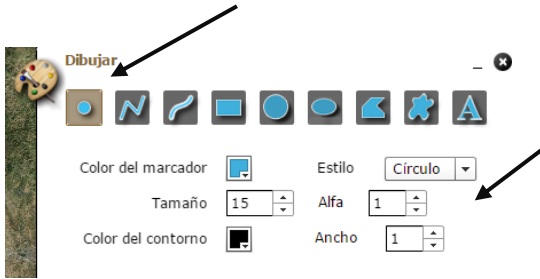 Dibujar
A
Color del marcador Estilo Círculo
Tamaño 15 Alfa 1
Color del contorno Ancho 1